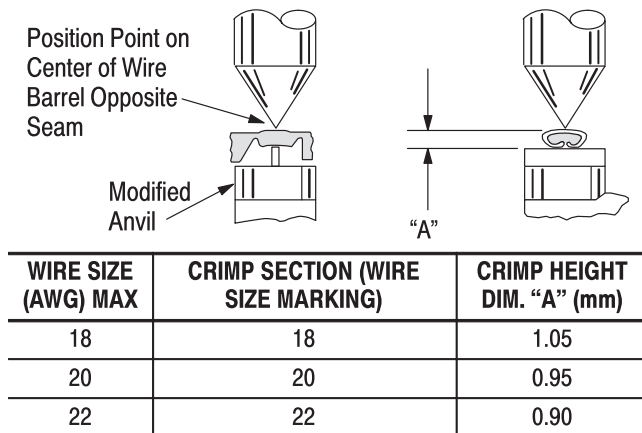 Position Point on
Center of Wire
Barrel Opposite
Seam
Modified
Anvil
“A”
WIRE SIZE
(AWG) MAX
CRIMP SECTION (WIRE
SIZE MARKING)
CRIMP HEIGHT
DIM. “A” (mm)
18 18 1.05
20 20 0.95
22 22 0.90